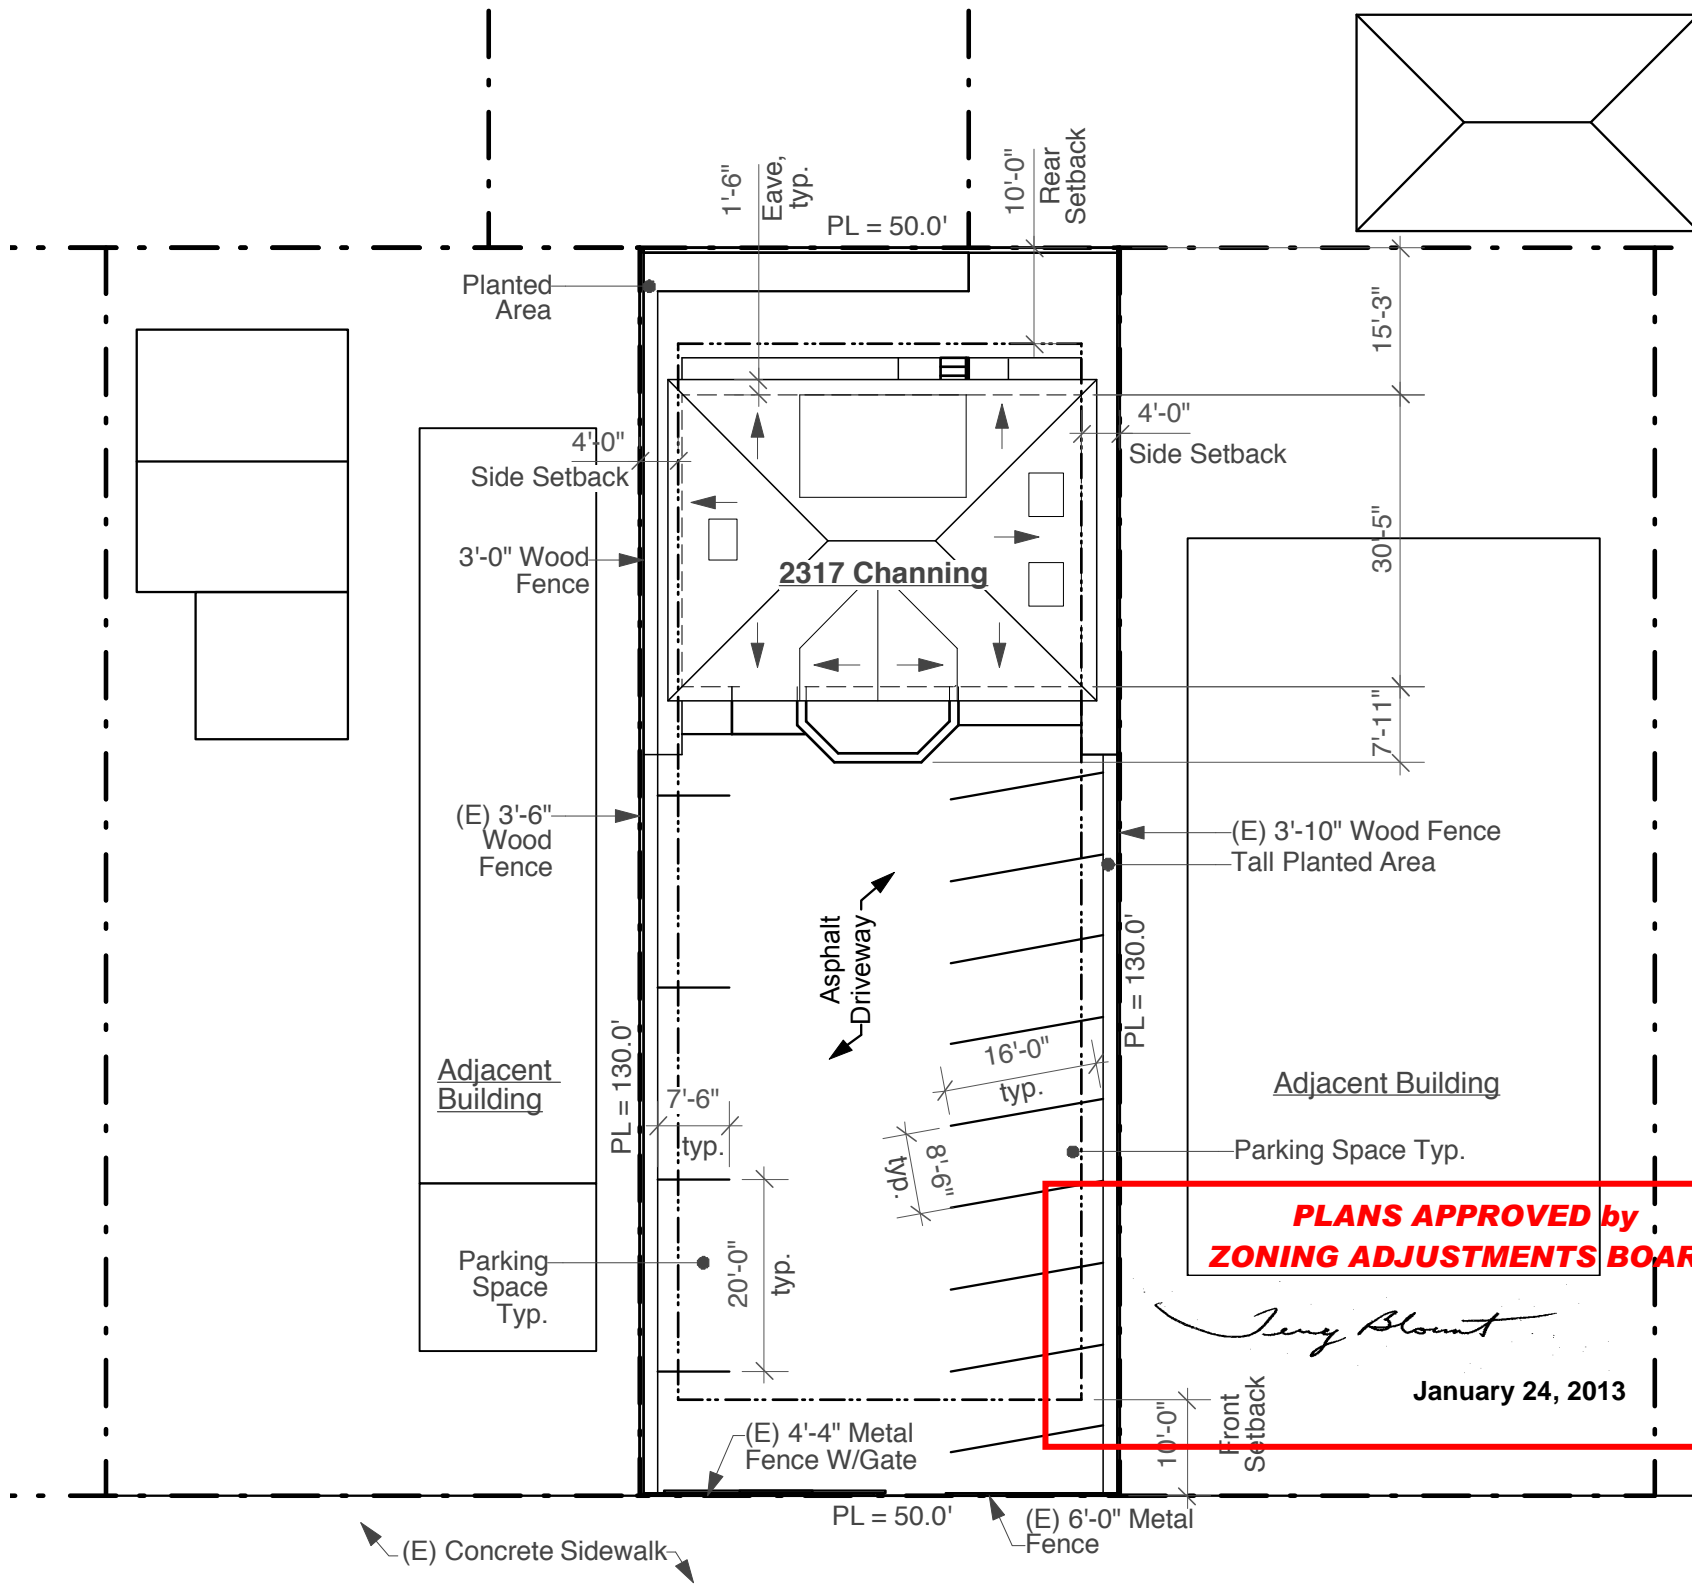 1'-6"
Eave,
typ.
10'-0"
Rear
Setback
PL = 50.0'
Planted
Area
15'-3"
4'-0"
Side Setback
4'-0"
Side Setback
30'-5"
3'-0" Wood
Fence
2317 Channing
7'-11"
(E) 3'-6"
Wood
Fence
(E) 3'-10" Wood Fence
Tall Planted Area
Asphalt
Driveway
PL = 130.0'
PL = 130.0'
16'-0"
typ.
Adjacent
Building
7'-6"
typ.
Adjacent Building
8'-6"
typ.
Parking Space Typ.
PLANS APPROVED by
ZONING ADJUSTMENTS BOAR
Parking
Space
Typ.
20'-0"
typ.
Terry Blount
January 24, 2013
10'-0"
Front
Setback
(E) 4'-4" Metal
Fence W/Gate
PL = 50.0'
(E) 6'-0" Metal
Fence
(E) Concrete Sidewalk